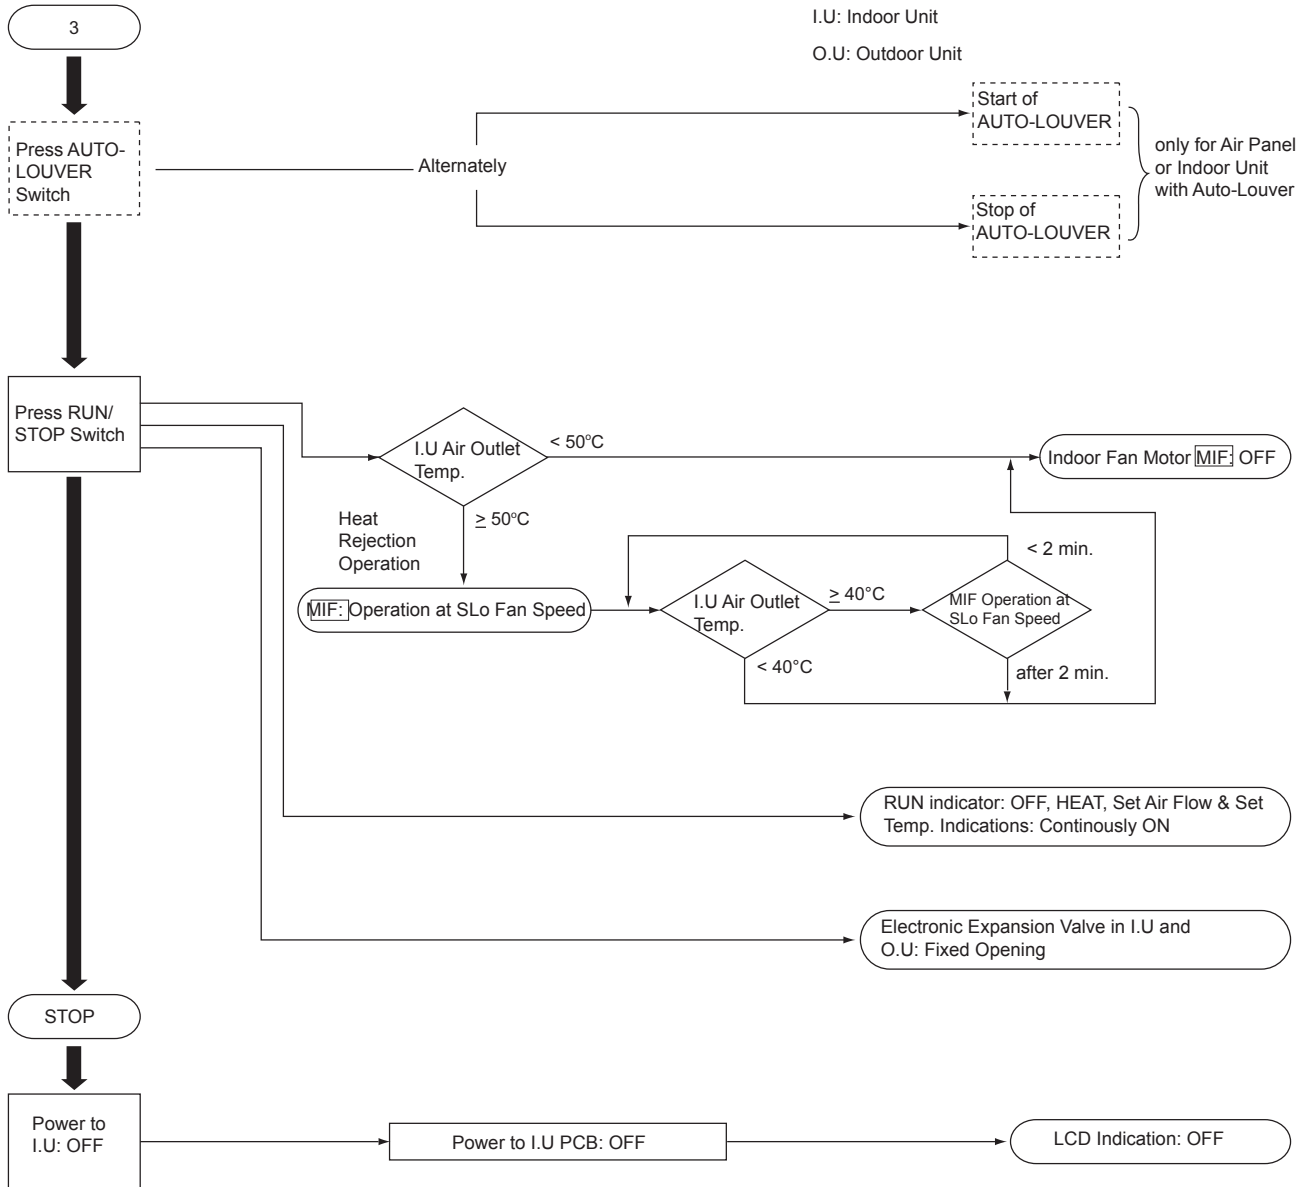 3
I.U: Indoor Unit
O.U: Outdoor Unit
Press AUTO-
LOUVER
Switch
Alternately
Start of
AUTO-LOUVER
Stop of
AUTO-LOUVER
only for Air Panel
or Indoor Unit
with Auto-Louver
Press RUN/
STOP Switch
I.U Air Outlet
Temp.
< 50°C
Indoor Fan Motor MIF: OFF
≥ 50°C
Heat
Rejection
Operation
MIF: Operation at SLo Fan Speed
I.U Air Outlet
Temp.
≥ 40°C
< 40°C
MIF Operation at
SLo Fan Speed
< 2 min.
after 2 min.
RUN indicator: OFF, HEAT, Set Air Flow & Set
Temp. Indications: Continously ON
Electronic Expansion Valve in I.U and
O.U: Fixed Opening
STOP
Power to
I.U: OFF
Power to I.U PCB: OFF
LCD Indication: OFF